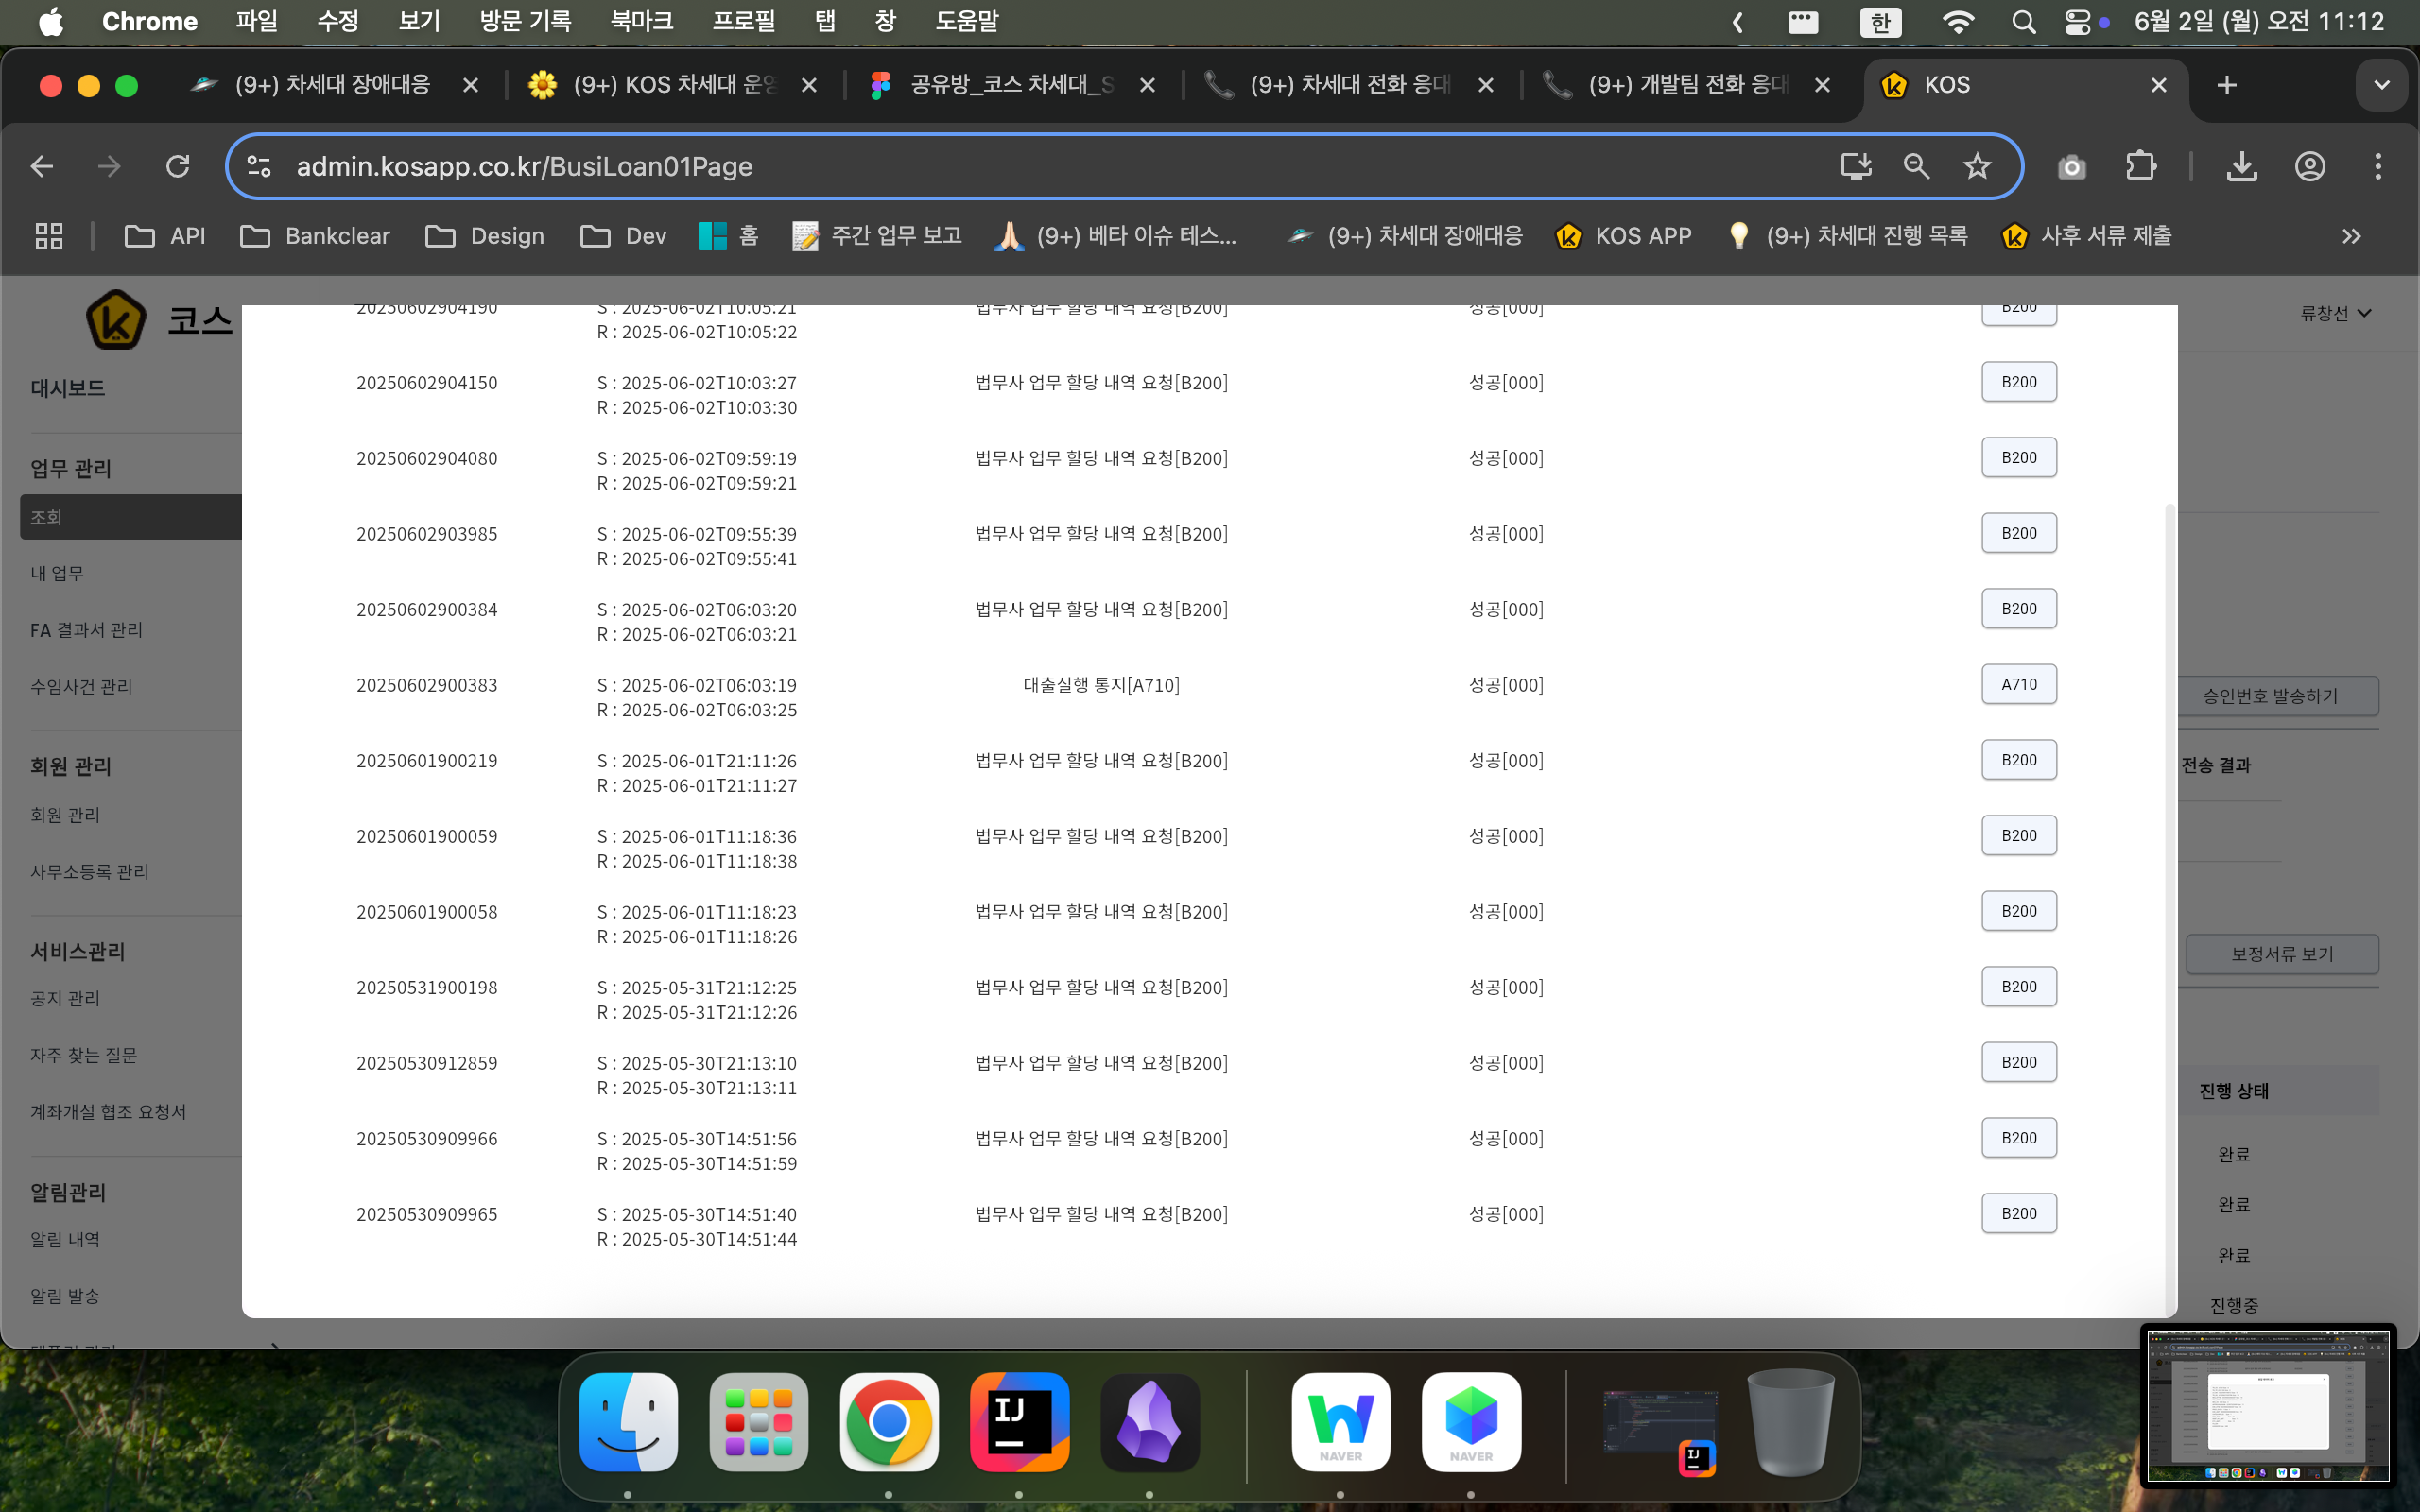 Chrome 파일 수정 보기 방문 기록 북마크 프로필 탭 창 도움말 한 6월 2일 (월) 오전 11:12
(9+) 차세대 장애대응 (9+) KOS 차세대 운영 공유방_코스 차세대_S (9+) 차세대 전화 응대 (9+) 개발팀 전화 응대 KOS
admin.kosapp.co.kr/BusiLoan01Page
API Bankclear Design Dev 홈 주간 업무 보고 (9+) 베타 이슈 테스... (9+) 차세대 장애대응 KOS APP (9+) 차세대 진행 목록 사후 서류 제출
코스
류창선
대시보드
업무 관리
조회
내 업무
FA 결과서 관리
수임사건 관리
회원 관리
회원 관리
사무소등록 관리
서비스관리
공지 관리
자주 찾는 질문
계좌개설 협조 요청서
알림관리
알림 내역
알림 발송
20250602904190 S : 2025-06-02T10:05:21 법무사 업무 할당 내역 요청[B200] 성공[000] B200
R : 2025-06-02T10:05:22
20250602904150 S : 2025-06-02T10:03:27 법무사 업무 할당 내역 요청[B200] 성공[000] B200
R : 2025-06-02T10:03:30
20250602904080 S : 2025-06-02T09:59:19 법무사 업무 할당 내역 요청[B200] 성공[000] B200
R : 2025-06-02T09:59:21
20250602903985 S : 2025-06-02T09:55:39 법무사 업무 할당 내역 요청[B200] 성공[000] B200
R : 2025-06-02T09:55:41
20250602900384 S : 2025-06-02T06:03:20 법무사 업무 할당 내역 요청[B200] 성공[000] B200
R : 2025-06-02T06:03:21
20250602900383 S : 2025-06-02T06:03:19 대출실행 통지[A710] 성공[000] A710
R : 2025-06-02T06:03:25
20250601900219 S : 2025-06-01T21:11:26 법무사 업무 할당 내역 요청[B200] 성공[000] B200
R : 2025-06-01T21:11:27
20250601900059 S : 2025-06-01T11:18:36 법무사 업무 할당 내역 요청[B200] 성공[000] B200
R : 2025-06-01T11:18:38
20250601900058 S : 2025-06-01T11:18:23 법무사 업무 할당 내역 요청[B200] 성공[000] B200
R : 2025-06-01T11:18:26
20250531900198 S : 2025-05-31T21:12:25 법무사 업무 할당 내역 요청[B200] 성공[000] B200
R : 2025-05-31T21:12:26
20250530912859 S : 2025-05-30T21:13:10 법무사 업무 할당 내역 요청[B200] 성공[000] B200
R : 2025-05-30T21:13:11
20250530909966 S : 2025-05-30T14:51:56 법무사 업무 할당 내역 요청[B200] 성공[000] B200
R : 2025-05-30T14:51:59
20250530909965 S : 2025-05-30T14:51:40 법무사 업무 할당 내역 요청[B200] 성공[000] B200
R : 2025-05-30T14:51:44
승인번호 발송하기
전송 결과
보정서류 보기
진행 상태
완료
완료
완료
진행중
IJ NAVER NAVER IJ